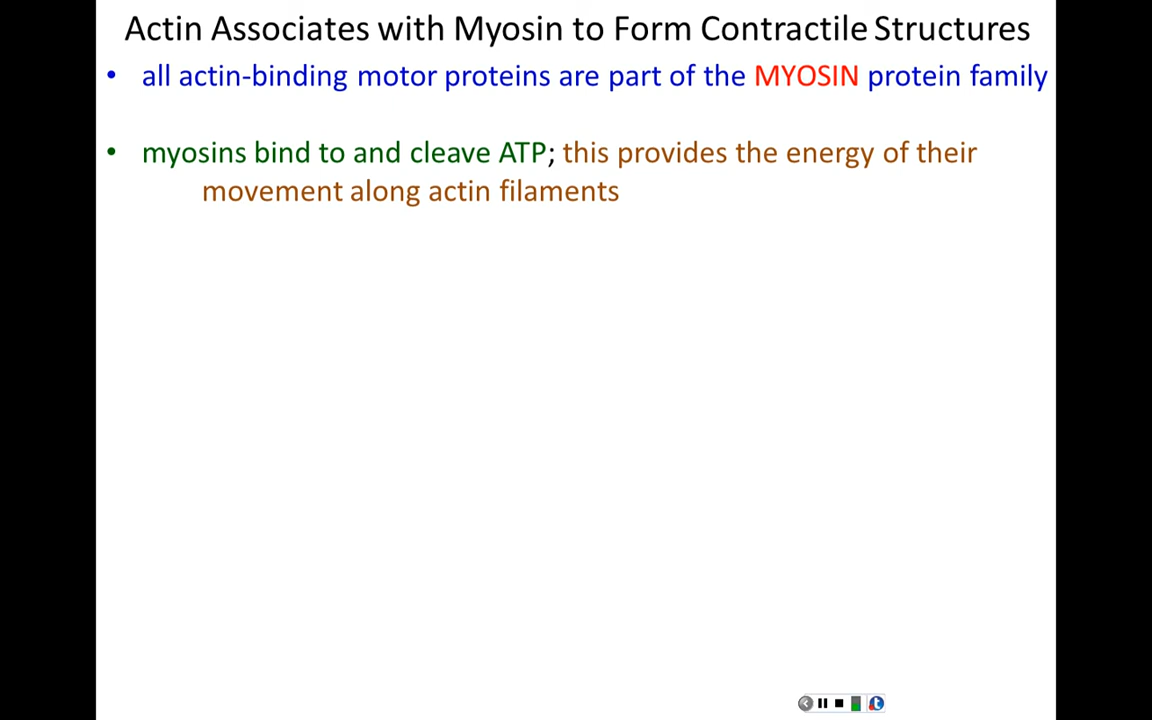 Actin Associates with Myosin to Form Contractile Structures
• all actin-binding motor proteins are part of the MYOSIN protein family
• myosins bind to and cleave ATP; this provides the energy of their
movement along actin filaments